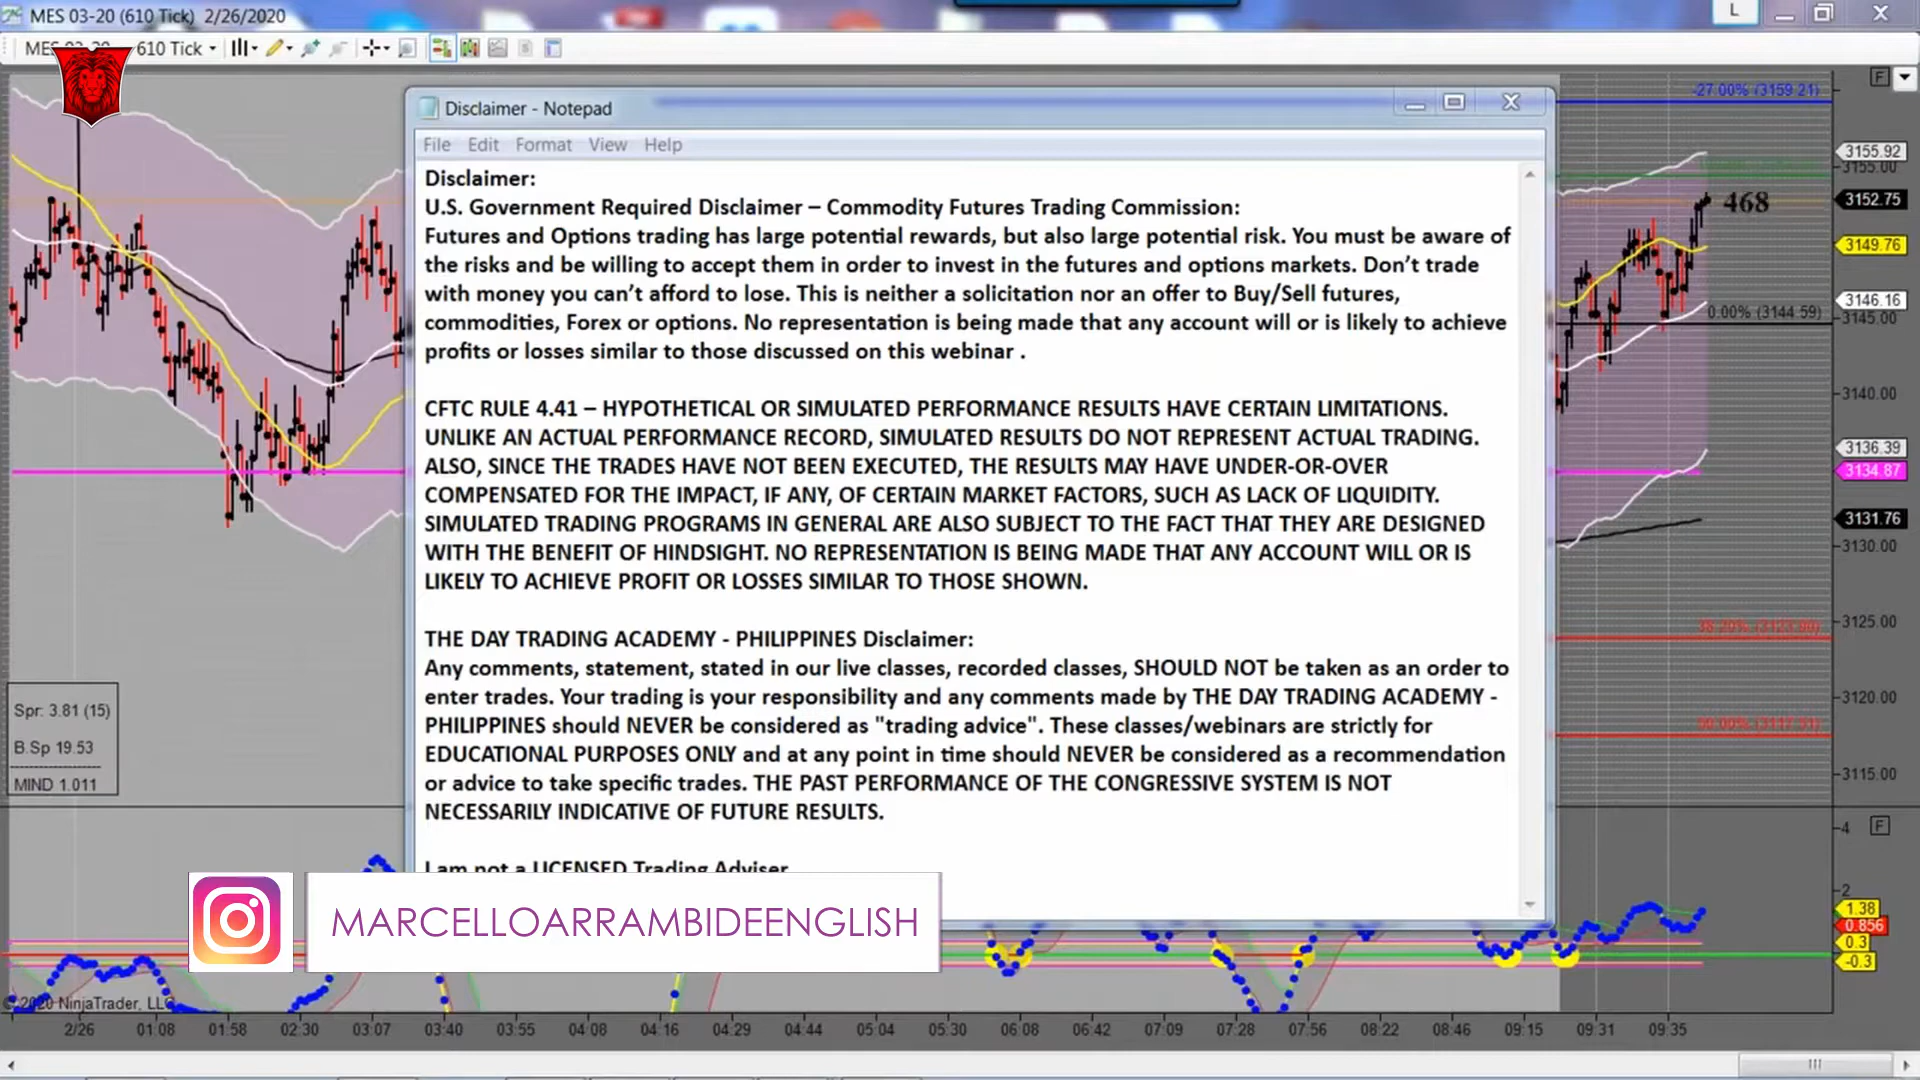 MES 03-20 (610 Tick) 2/26/2020
L
610 Tick
F
Disclaimer - Notepad
File Edit Format View Help
Disclaimer:
U.S. Government Required Disclaimer – Commodity Futures Trading Commission:
Futures and Options trading has large potential rewards, but also large potential risk. You must be aware of
the risks and be willing to accept them in order to invest in the futures and options markets. Don’t trade
with money you can’t afford to lose. This is neither a solicitation nor an offer to Buy/Sell futures,
commodities, Forex or options. No representation is being made that any account will or is likely to achieve
profits or losses similar to those discussed on this webinar .
CFTC RULE 4.41 – HYPOTHETICAL OR SIMULATED PERFORMANCE RESULTS HAVE CERTAIN LIMITATIONS.
UNLIKE AN ACTUAL PERFORMANCE RECORD, SIMULATED RESULTS DO NOT REPRESENT ACTUAL TRADING.
ALSO, SINCE THE TRADES HAVE NOT BEEN EXECUTED, THE RESULTS MAY HAVE UNDER-OR-OVER
COMPENSATED FOR THE IMPACT, IF ANY, OF CERTAIN MARKET FACTORS, SUCH AS LACK OF LIQUIDITY.
SIMULATED TRADING PROGRAMS IN GENERAL ARE ALSO SUBJECT TO THE FACT THAT THEY ARE DESIGNED
WITH THE BENEFIT OF HINDSIGHT. NO REPRESENTATION IS BEING MADE THAT ANY ACCOUNT WILL OR IS
LIKELY TO ACHIEVE PROFIT OR LOSSES SIMILAR TO THOSE SHOWN.
THE DAY TRADING ACADEMY - PHILIPPINES Disclaimer:
Any comments, statement, stated in our live classes, recorded classes, SHOULD NOT be taken as an order to
enter trades. Your trading is your responsibility and any comments made by THE DAY TRADING ACADEMY -
PHILIPPINES should NEVER be considered as "trading advice". These classes/webinars are strictly for
EDUCATIONAL PURPOSES ONLY and at any point in time should NEVER be considered as a recommendation
or advice to take specific trades. THE PAST PERFORMANCE OF THE CONGRESSIVE SYSTEM IS NOT
NECESSARILY INDICATIVE OF FUTURE RESULTS.
I am not a LICENSED Trading Adviser
MARCELLOARRAMBIDEENGLISH
Spr: 3.81 (15)
B.Sp 19.53
MIND 1.011
-27.00% (3159.21)
468
0.00% (3144.59)
3155.92
3155.00
3152.75
3149.76
3146.16
3145.00
3140.00
3136.39
3134.87
3131.76
3130.00
3125.00
3120.00
3115.00
4
F
2
1.38
0.856
0.3
-0.3
© 2020 NinjaTrader, LLC
2/26 01:08 01:58 02:30 03:07 03:40 03:55 04:08 04:16 04:29 04:44 05:04 05:30 06:08 06:42 07:09 07:28 07:56 08:22 08:46 09:15 09:31 09:35